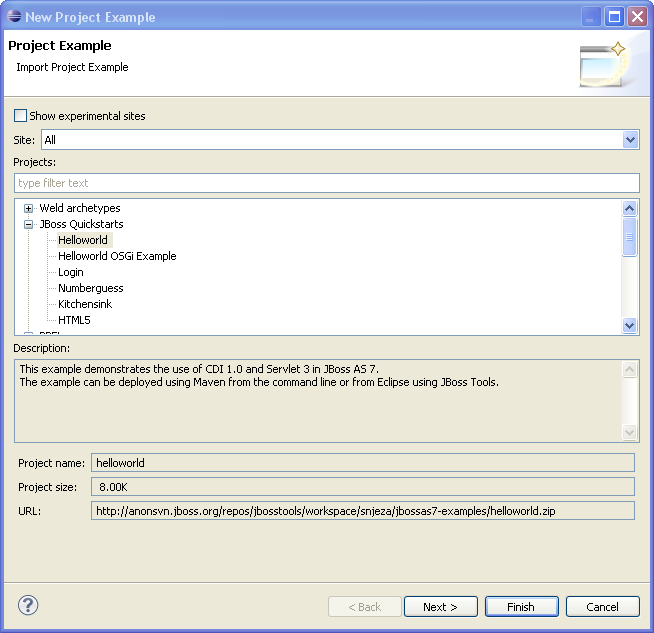 New Project Example
Project Example
Import Project Example
Show experimental sites
Site: All
Projects:
type filter text
Weld archetypes
JBoss Quickstarts
Helloworld
Helloworld OSGi Example
Login
Numberguess
Kitchensink
HTML5
Description:
This example demonstrates the use of CDI 1.0 and Servlet 3 in JBoss AS 7.
The example can be deployed using Maven from the command line or from Eclipse using JBoss Tools.
Project name: helloworld
Project size: 8.00K
URL: http://anonsvn.jboss.org/repos/jbosstools/workspace/snjeza/jbossas7-examples/helloworld.zip
? < Back Next > Finish Cancel